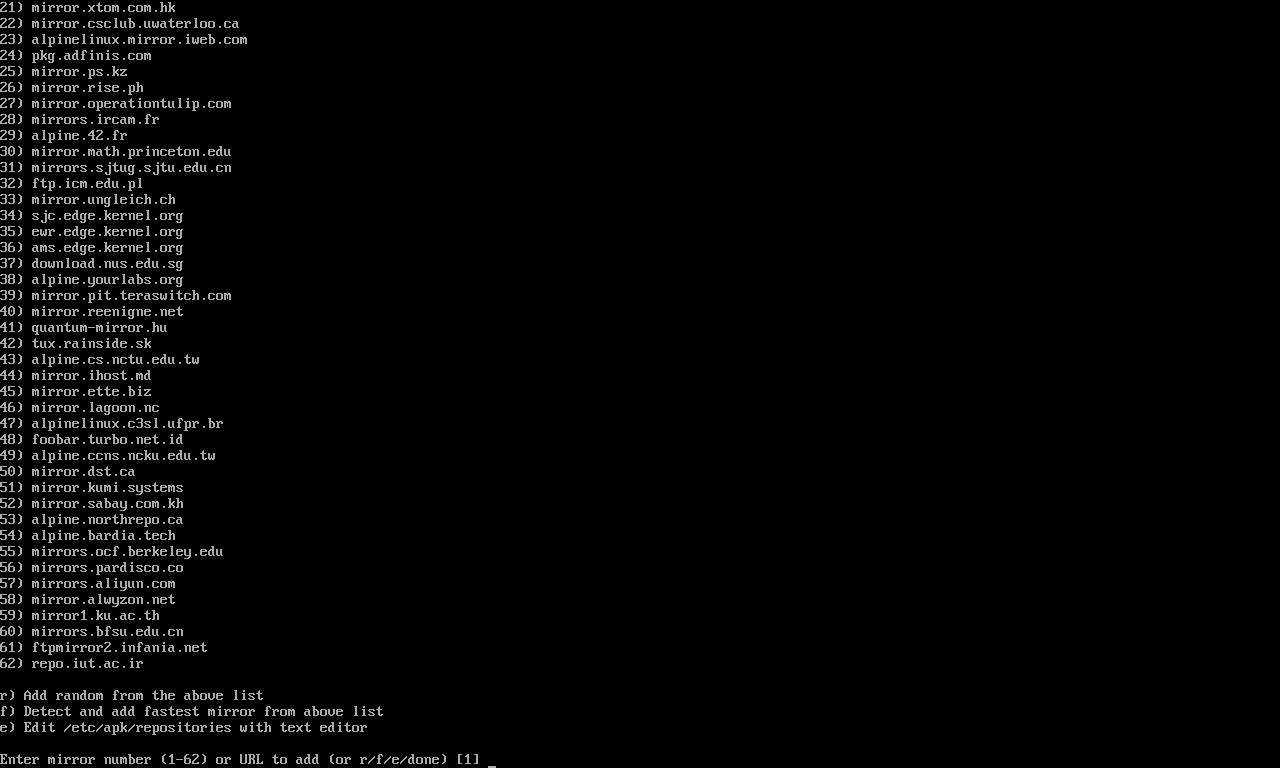 21) mirror.xtom.com.hk
22) mirror.csclub.uwaterloo.ca
23) alpinelinux.mirror.iweb.com
24) pkg.adfinis.com
25) mirror.ps.kz
26) mirror.rise.ph
27) mirror.operationtulip.com
28) mirrors.ircam.fr
29) alpine.42.fr
30) mirror.math.princeton.edu
31) mirrors.sjtug.sjtu.edu.cn
32) ftp.icm.edu.pl
33) mirror.ungleich.ch
34) sjc.edge.kernel.org
35) ewr.edge.kernel.org
36) ams.edge.kernel.org
37) download.nus.edu.sg
38) alpine.yourlabs.org
39) mirror.pit.teraswitch.com
40) mirror.reenigne.net
41) quantum-mirror.hu
42) tux.rainside.sk
43) alpine.cs.nctu.edu.tw
44) mirror.ihost.md
45) mirror.ette.biz
46) mirror.lagoon.nc
47) alpinelinux.c3sl.ufpr.br
48) foobar.turbo.net.id
49) alpine.ccns.ncku.edu.tw
50) mirror.dst.ca
51) mirror.kumi.systems
52) mirror.sabay.com.kh
53) alpine.northrepo.ca
54) alpine.bardia.tech
55) mirrors.ocf.berkeley.edu
56) mirrors.pardisco.co
57) mirrors.aliyun.com
58) mirror.alwyzon.net
59) mirror1.ku.ac.th
60) mirrors.bfsu.edu.cn
61) ftpmirror2.infania.net
62) repo.iut.ac.ir
r) Add random from the above list
f) Detect and add fastest mirror from above list
e) Edit /etc/apk/repositories with text editor
Enter mirror number (1-62) or URL to add (or r/f/e/done) [1] _